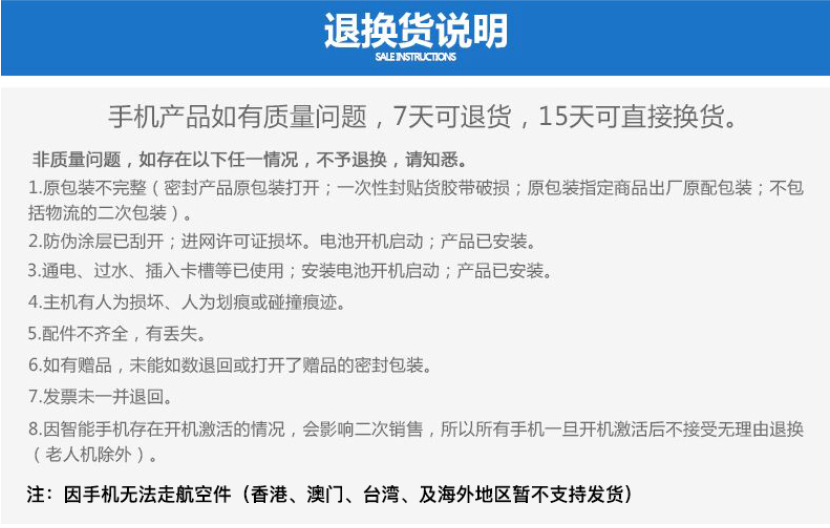 退换货说明
SALE INSTRUCTIONS
手机产品如有质量问题，7天可退货，15天可直接换货。
非质量问题，如存在以下任一情况，不予退换，请知悉。
1.原包装不完整（密封产品原包装打开；一次性封贴货胶带破损；原包装指定商品出厂原配包装；不包
括物流的二次包装）。
2.防伪涂层已刮开；进网许可证损坏。电池开机启动；产品已安装。
3.通电、过水、插入卡槽等已使用；安装电池开机启动；产品已安装。
4.主机有人为损坏、人为划痕或碰撞痕迹。
5.配件不齐全，有丢失。
6.如有赠品，未能如数退回或打开了赠品的密封包装。
7.发票未一并退回。
8.因智能手机存在开机激活的情况，会影响二次销售，所以所有手机一旦开机激活后不接受无理由退换
（老人机除外）。
注：因手机无法走航空件（香港、澳门、台湾、及海外地区暂不支持发货）